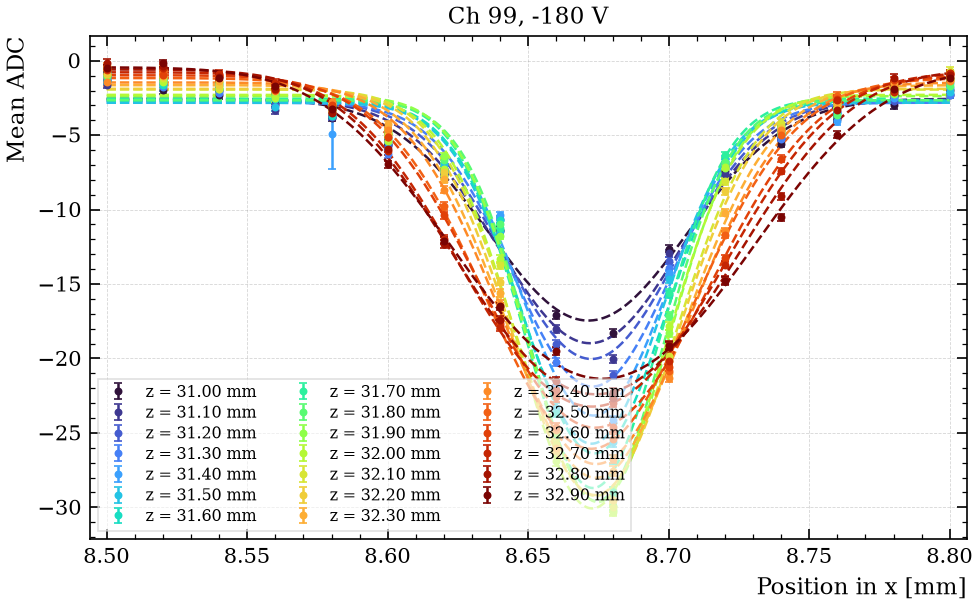 Ch 99, -180 V
Mean ADC
0
−5
−10
−15
−20
−25
−30
z = 31.00 mm
z = 31.10 mm
z = 31.20 mm
z = 31.30 mm
z = 31.40 mm
z = 31.50 mm
z = 31.60 mm
z = 31.70 mm
z = 31.80 mm
z = 31.90 mm
z = 32.00 mm
z = 32.10 mm
z = 32.20 mm
z = 32.30 mm
z = 32.40 mm
z = 32.50 mm
z = 32.60 mm
z = 32.70 mm
z = 32.80 mm
z = 32.90 mm
8.50 8.55 8.60 8.65 8.70 8.75 8.80
Position in x [mm]